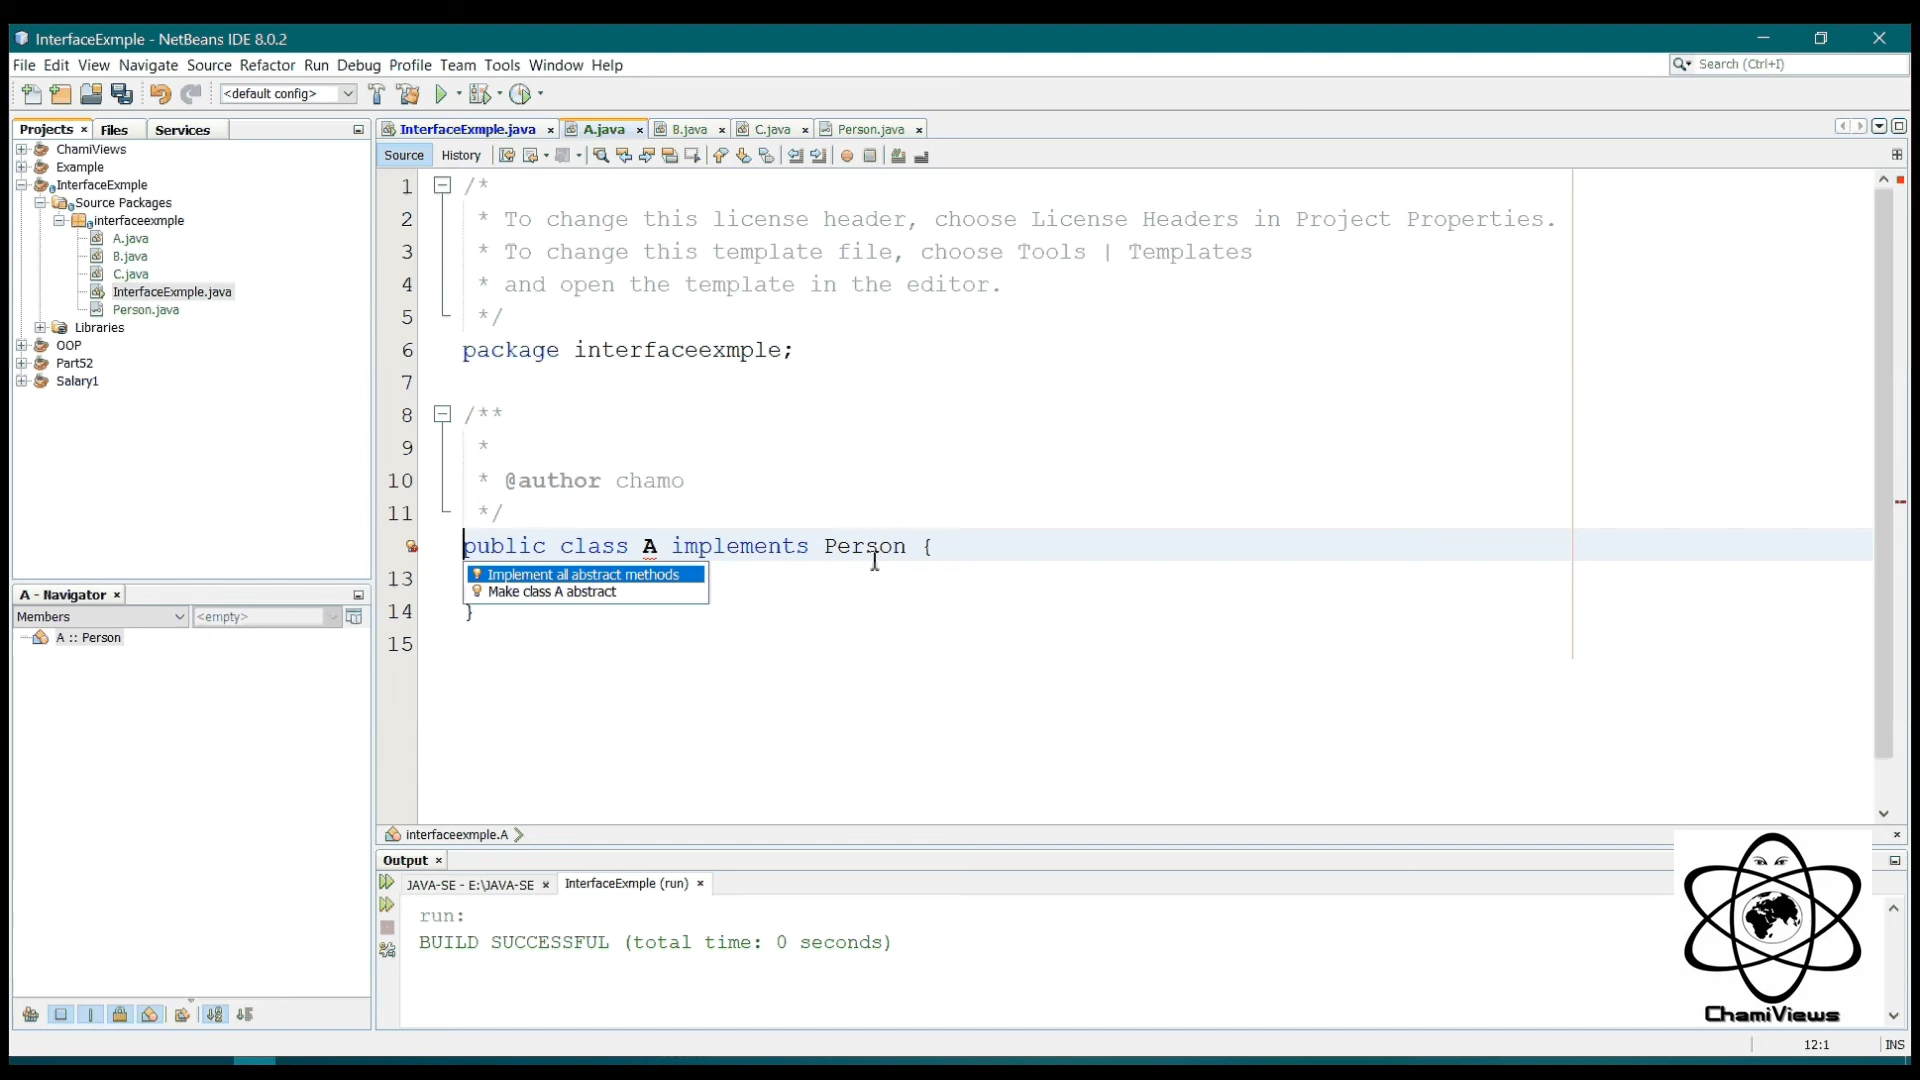 InterfaceExmple - NetBeans IDE 8.0.2
File Edit View Navigate Source Refactor Run Debug Profile Team Tools Window Help
Search (Ctrl+I)
<default config>
Projects Files Services
InterfaceExmple.java A.java B.java C.java Person.java
Source History
ChamiViews
Example
InterfaceExmple
Source Packages
interfaceexmple
A.java
B.java
C.java
InterfaceExmple.java
Person.java
Libraries
OOP
Part52
Salary1
1 /*
2 * To change this license header, choose License Headers in Project Properties.
3 * To change this template file, choose Tools | Templates
4 * and open the template in the editor.
5 */
6 package interfaceexmple;
7
8 /**
9 *
10 * @author chamo
11 */
public class A implements Person {
Implement all abstract methods
13
Make class A abstract
14 }
15
A - Navigator
Members <empty>
A :: Person
interfaceexmple.A
Output
JAVA-SE - E:\JAVA-SE InterfaceExmple (run)
run:
BUILD SUCCESSFUL (total time: 0 seconds)
ChamiViews
12:1 INS